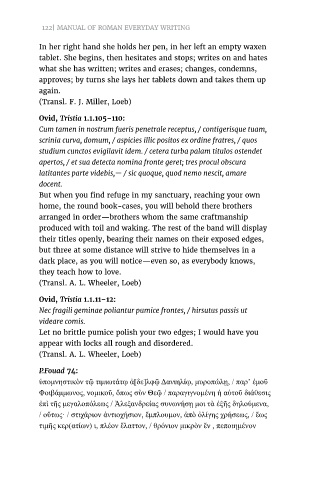 122| MANUAL OF ROMAN EVERYDAY WRITING
In her right hand she holds her pen, in her left an empty waxen
tablet. She begins, then hesitates and stops; writes on and hates
what she has written; writes and erases; changes, condemns,
approves; by turns she lays her tablets down and takes them up
again.
(Transl. F. J. Miller, Loeb)
Ovid, Tristia 1.1.105–110:
Cum tamen in nostrum fueris penetrale receptus, / contigerisque tuam,
scrinia curva, domum, / aspicies illic positos ex ordine fratres, / quos
studium cunctos evigilavit idem. / cetera turba palam titulos ostendet
apertos, / et sua detecta nomina fronte geret; tres procul obscura
latitantes parte videbis,— / sic quoque, quod nemo nescit, amare
docent.
But when you find refuge in my sanctuary, reaching your own
home, the round book-cases, you will behold there brothers
arranged in order—brothers whom the same craftmanship
produced with toil and waking. The rest of the band will display
their titles openly, bearing their names on their exposed edges,
but three at some distance will strive to hide themselves in a
dark place, as you will notice—even so, as everybody knows,
they teach how to love.
(Transl. A. L. Wheeler, Loeb)
Ovid, Tristia 1.1.11–12:
Nec fragili geminae poliantur pumice frontes, / hirsutus passis ut
videare comis.
Let no brittle pumice polish your two edges; I would have you
appear with locks all rough and disordered.
(Transl. A. L. Wheeler, Loeb)
P.Fouad 74:
ὑπομνηστικὸν τῷ τιμιωτάτῳ ἀ[δε]λφῷ Δανιηλίῳ, μυροπώλῃ, / παρ’ ἐμοῦ
Φοιβάμμωνος, νομικοῦ, ὅπως σὺν Θεῷ / παραγιγνομένη ἡ αὐτοῦ διάθεσις
ἐπὶ τῆς μεγαλοπόλεως / Ἀλεξανδρείας συνωνήσῃ μοι τὰ ἑξῆς δηλούμενα,
/ οὕτως· / στιχάριον ἀντιοχήσιον, ἔμπλουμον, ἀπὸ ὀλίγης χρήσεως, / ἕως
τιμῆς κερ(ατίων) ι, πλέον ἔλαττον, / θρόνιον μικρὸν ἓν , πεποιημένον